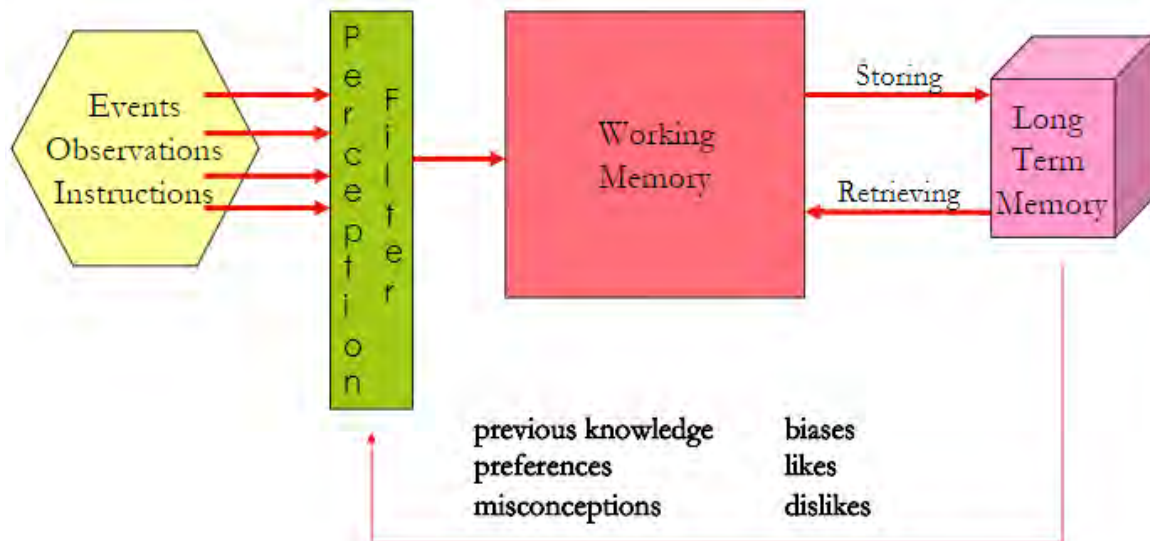 Events
Observations
Instructions
Perception
Filter
Working
Memory
Storing
Retrieving
Long
Term
Memory
previous knowledge biases
preferences likes
misconceptions dislikes